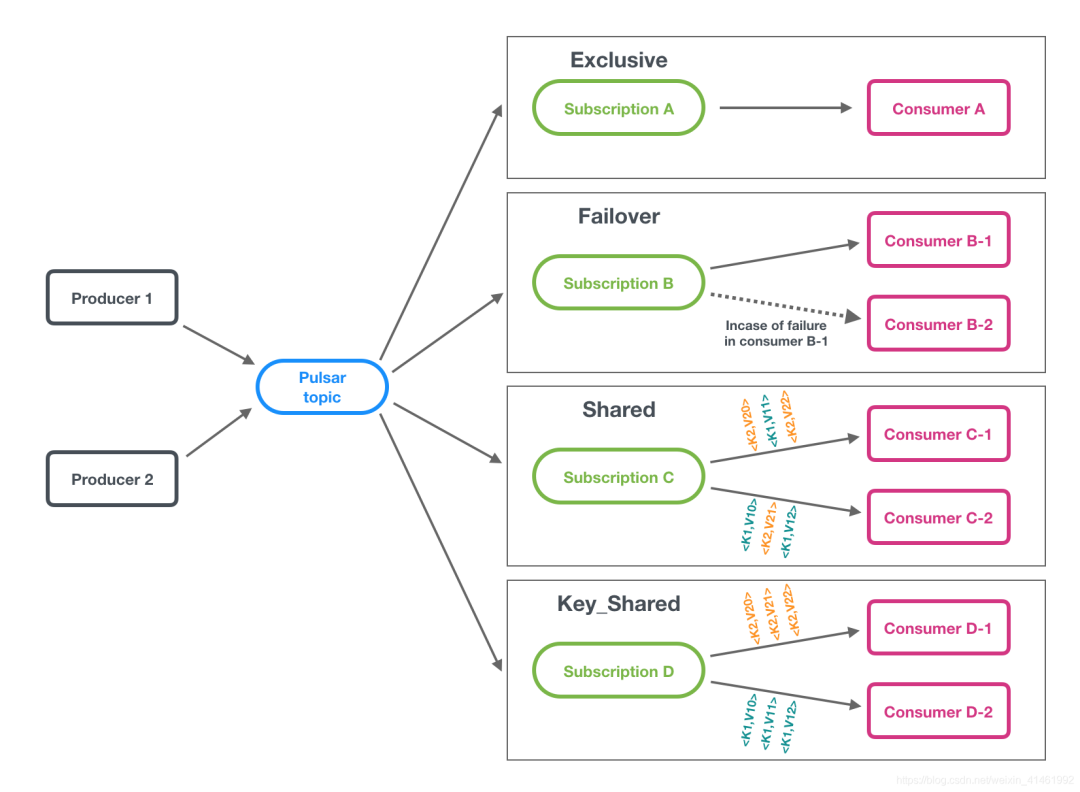 Exclusive
Subscription A
Consumer A
Failover
Subscription B
Consumer B-1
Incase of failure
in consumer B-1
Consumer B-2
Producer 1
Pulsar
topic
Producer 2
Shared
<K2,V20>
<K1,V11>
<K2,V22>
Subscription C
Consumer C-1
<K1,V10>
<K2,V21>
<K1,V12>
Consumer C-2
Key_Shared
<K2,V20>
<K2,V21>
<K2,V22>
Subscription D
Consumer D-1
<K1,V10>
<K1,V11>
<K1,V12>
Consumer D-2
https://blog.csdn.net/weixin_41461992